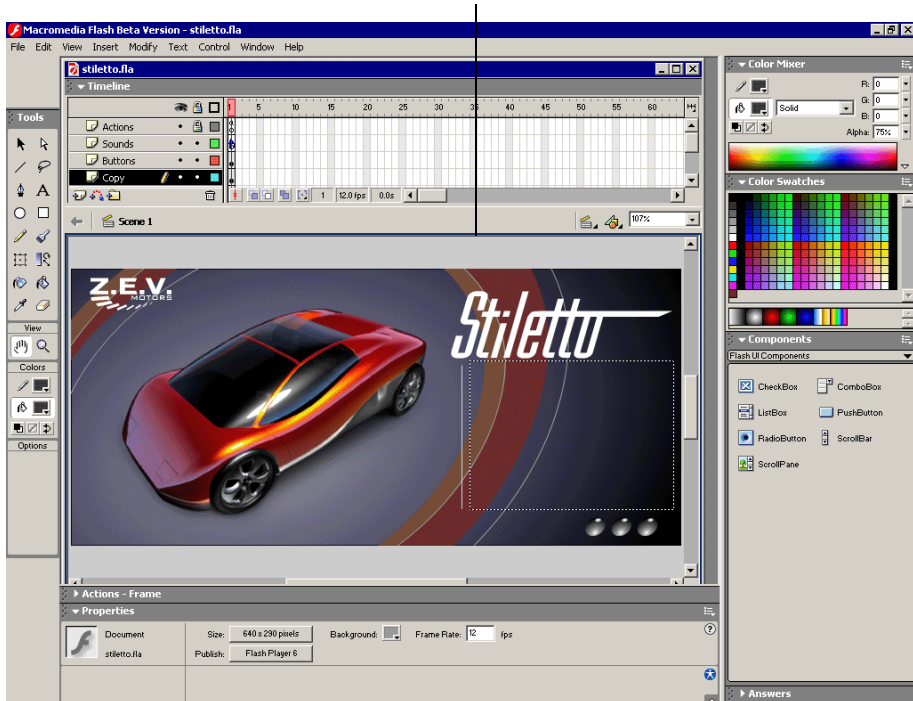 Macromedia Flash Beta Version - stiletto.fla
File Edit View Insert Modify Text Control Window Help
stiletto.fla
Timeline
1 5 10 15 20 25 30 35 40 45 50 55 60
Actions
Sounds
Buttons
Copy
1 12.0 fps 0.0s
Scene 1
107%
Tools
View
Colors
Options
Z.E.V.
MOTORS
Stiletto
Color Mixer
R: 0
Solid
G: 0
B: 0
Alpha: 75%
Color Swatches
Components
Flash UI Components
CheckBox ComboBox
ListBox PushButton
RadioButton ScrollBar
ScrollPane
Answers
Actions - Frame
Properties
Document Size: 640 x 290 pixels Background: Frame Rate: 12 fps
stiletto.fla Publish: Flash Player 6